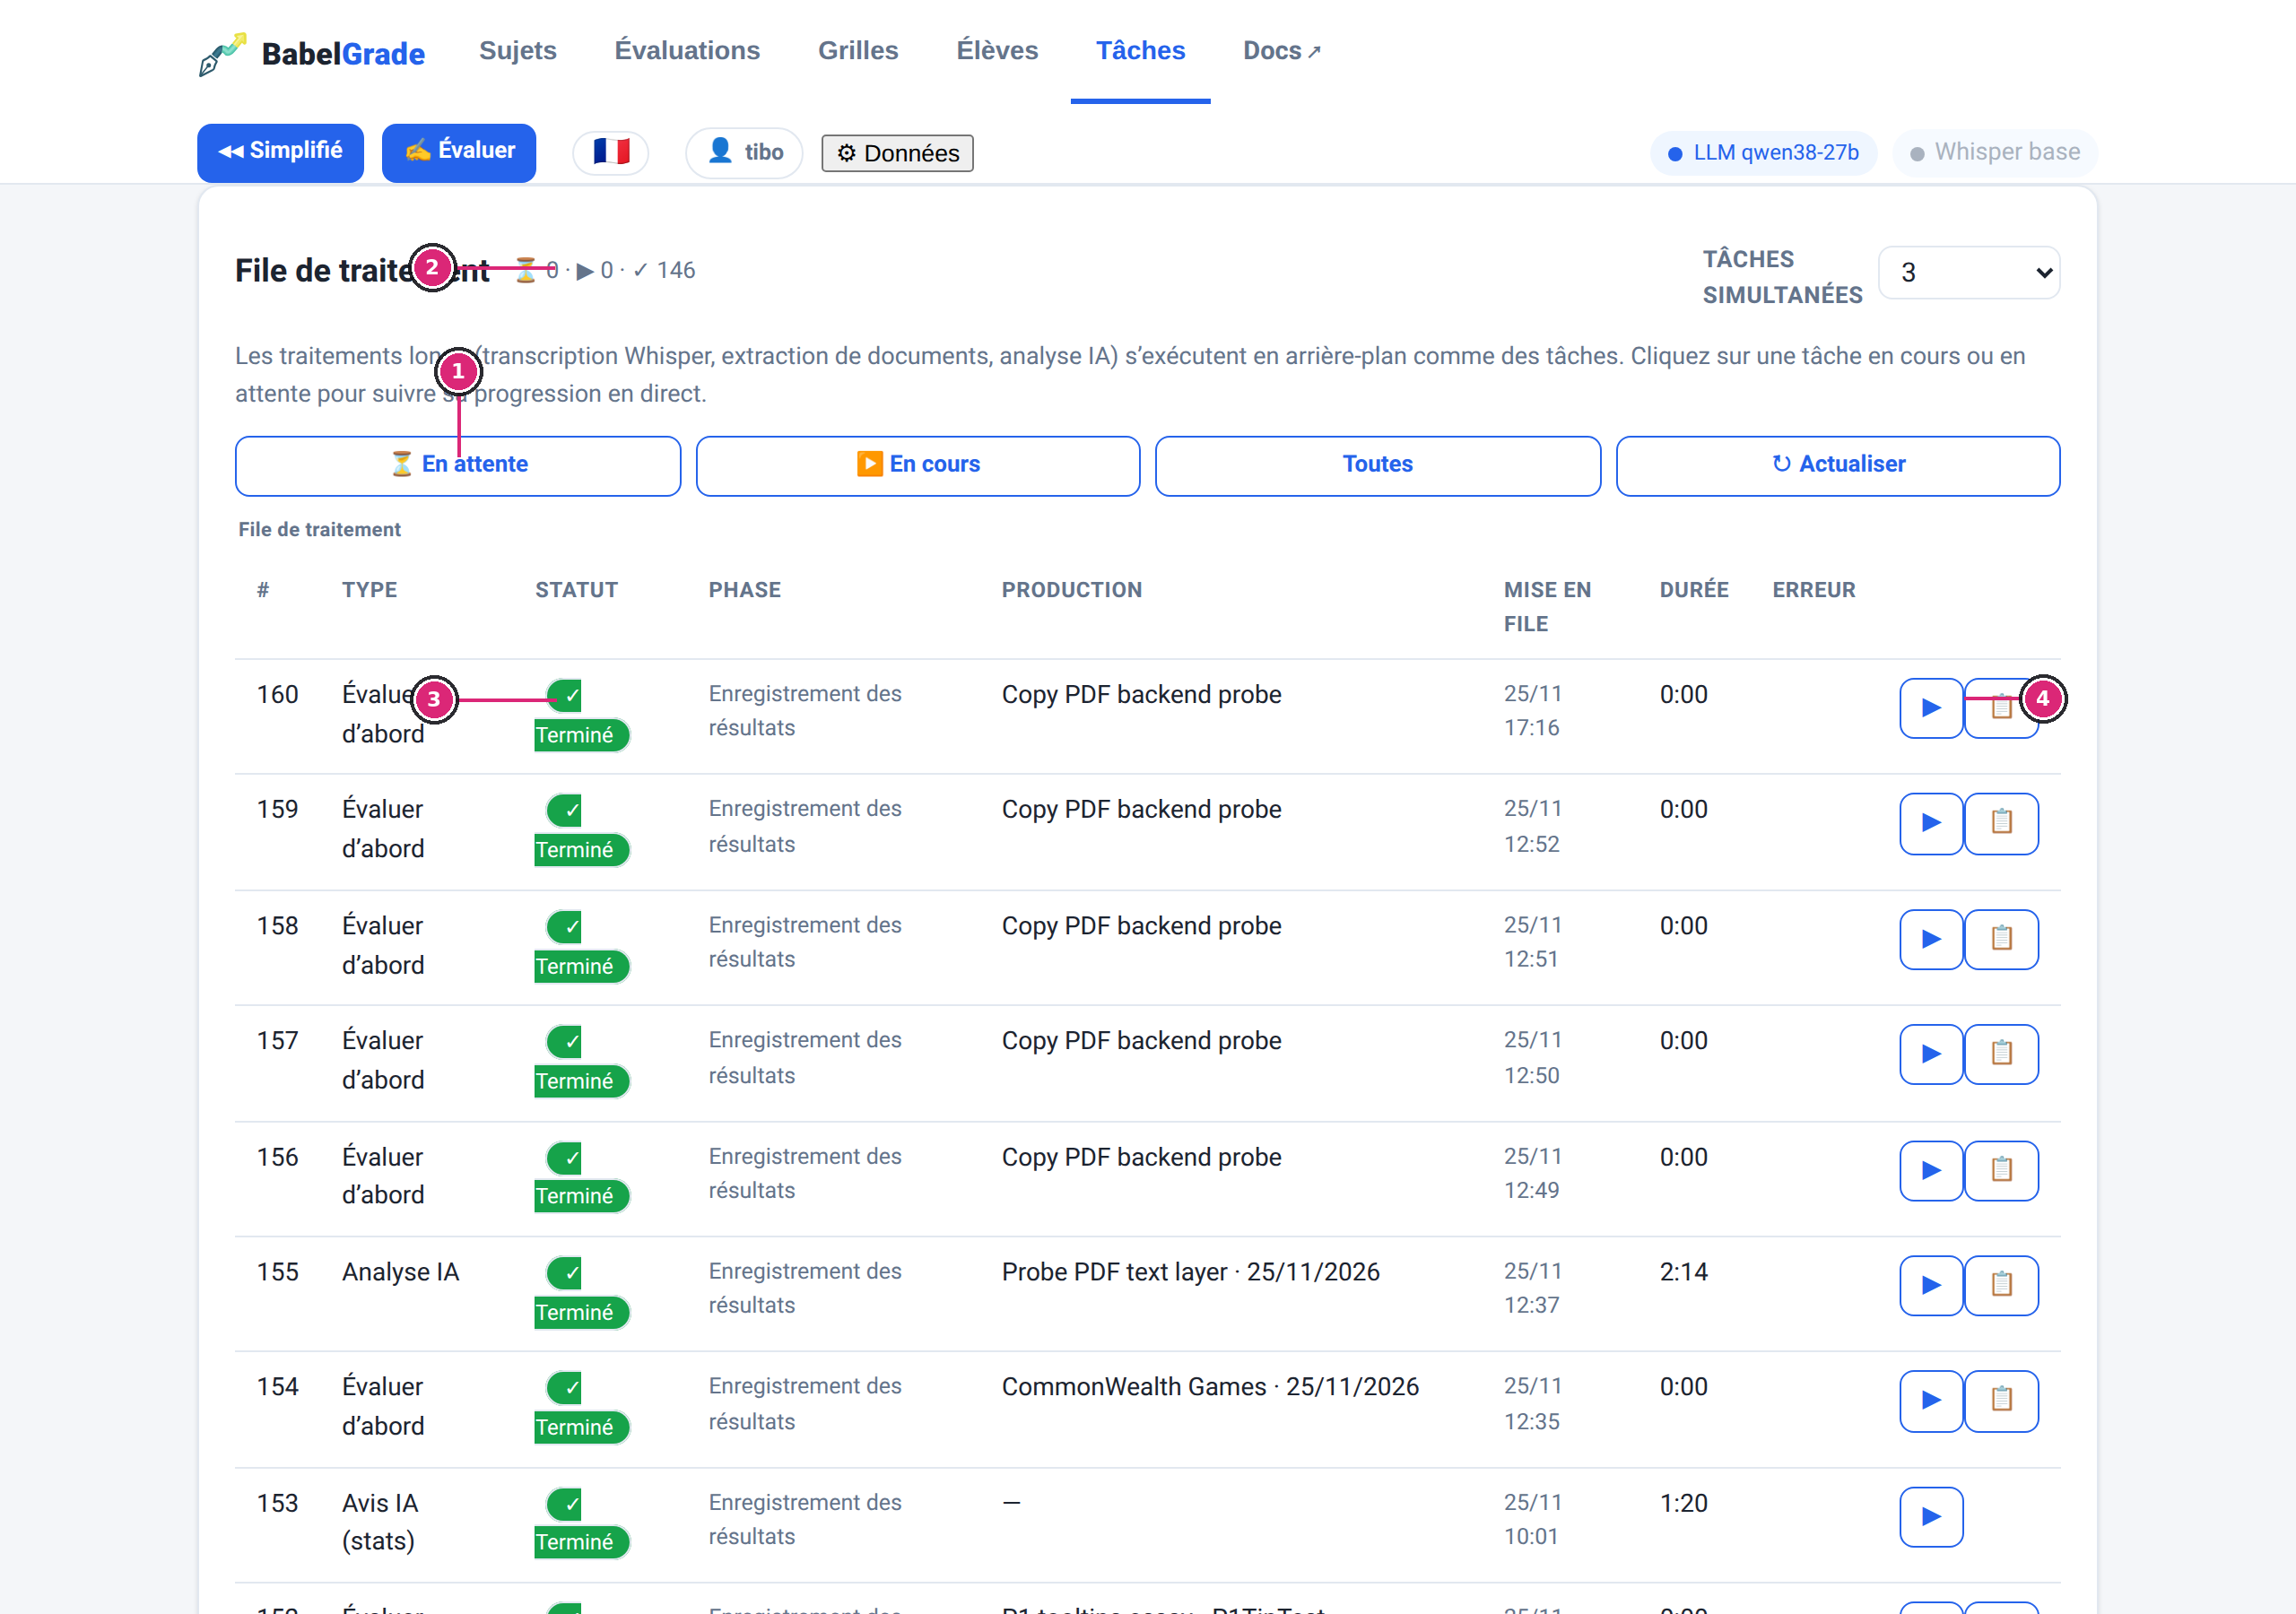 BabelGrade Sujets Évaluations Grilles Élèves Tâches Docs ↗
◀◀ Simplifié ✍ Évaluer tibo ⚙ Données LLM qwen38-27b Whisper base
File de traite 2 nt ⏳ 0 · ▶ 0 · ✓ 146 TÂCHES
SIMULTANÉES 3
Les traitements 1 (transcription Whisper, extraction de documents, analyse IA) s’exécutent en arrière-plan comme des tâches. Cliquez sur une tâche en cours ou en
attente pour suivre sa progression en direct.
⏳ En attente ▶ En cours Toutes ↻ Actualiser
File de traitement
# TYPE STATUT PHASE PRODUCTION MISE EN DURÉE ERREUR
FILE
160 Évalue 3 ✓ Enregistrement des Copy PDF backend probe 25/11 0:00 ▶ 📋 4
d’abord Terminé résultats 17:16
159 Évaluer ✓ Enregistrement des Copy PDF backend probe 25/11 0:00 ▶ 📋
d’abord Terminé résultats 12:52
158 Évaluer ✓ Enregistrement des Copy PDF backend probe 25/11 0:00 ▶ 📋
d’abord Terminé résultats 12:51
157 Évaluer ✓ Enregistrement des Copy PDF backend probe 25/11 0:00 ▶ 📋
d’abord Terminé résultats 12:50
156 Évaluer ✓ Enregistrement des Copy PDF backend probe 25/11 0:00 ▶ 📋
d’abord Terminé résultats 12:49
155 Analyse IA ✓ Enregistrement des Probe PDF text layer · 25/11/2026 25/11 2:14 ▶ 📋
Terminé résultats 12:37
154 Évaluer ✓ Enregistrement des CommonWealth Games · 25/11/2026 25/11 0:00 ▶ 📋
d’abord Terminé résultats 12:35
153 Avis IA ✓ Enregistrement des — 25/11 1:20 ▶
(stats) Terminé résultats 10:01